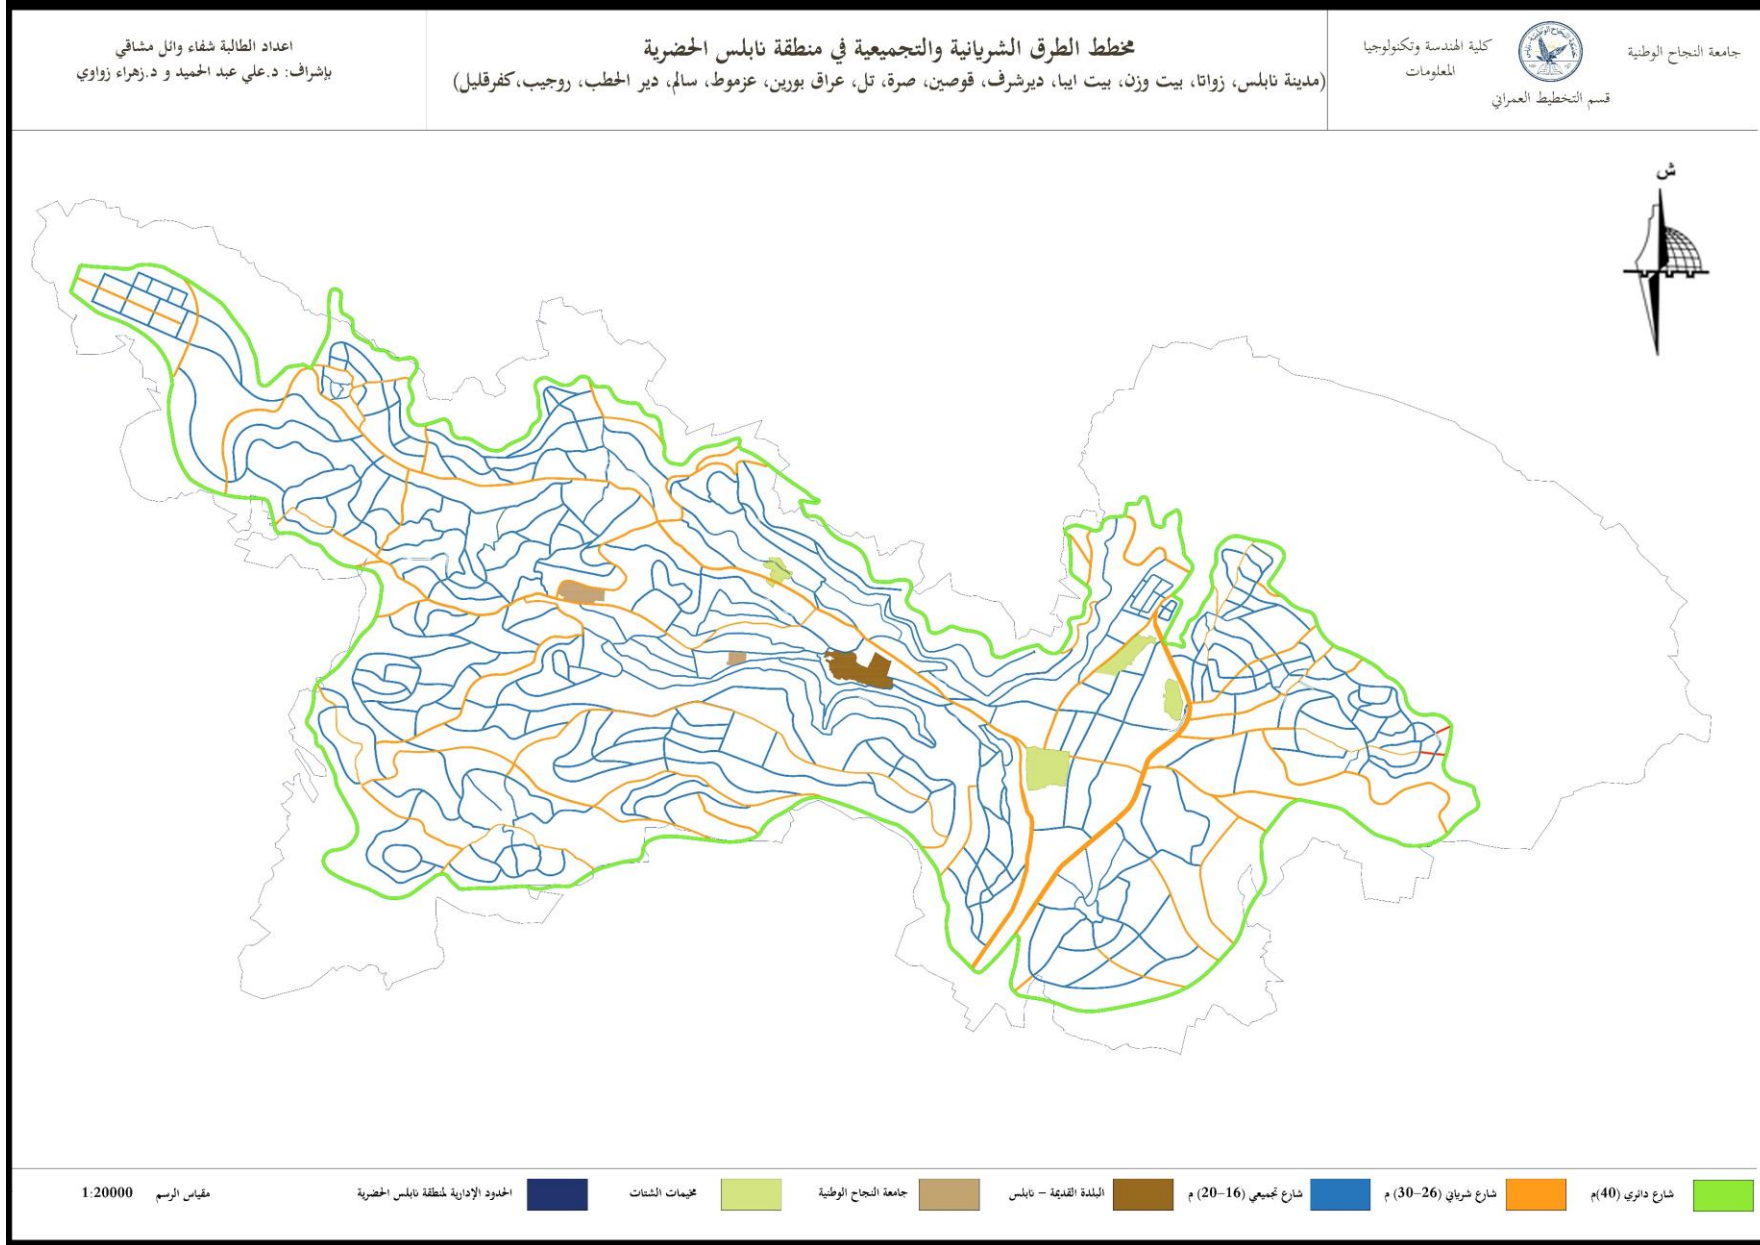 جامعة النجاح الوطنية
كلية الهندسة وتكنولوجيا
المعلومات
قسم التخطيط العمراني
مخطط الطرق الشريانية والتجميعية في منطقة نابلس الحضرية
(مدينة نابلس، زواتا، بيت وزن، بيت ايبا، ديرشرف، قوصين، صرة، تل، عراق بورين، عزموط، سالم، دير الحطب، روجيب، كفرقليل)
اعداد الطالبة شفاء وائل مشاقي
بإشراف: د.علي عبد الحميد و د.زهراء زواوي
ش
شارع دائري (40)م
شارع شرياني (26-30) م
شارع تجميعي (16-20) م
البلدة القديمة – نابلس
جامعة النجاح الوطنية
مخيمات الشتات
الحدود الإدارية لمنطقة نابلس الحضرية
مقياس الرسم 1:20000